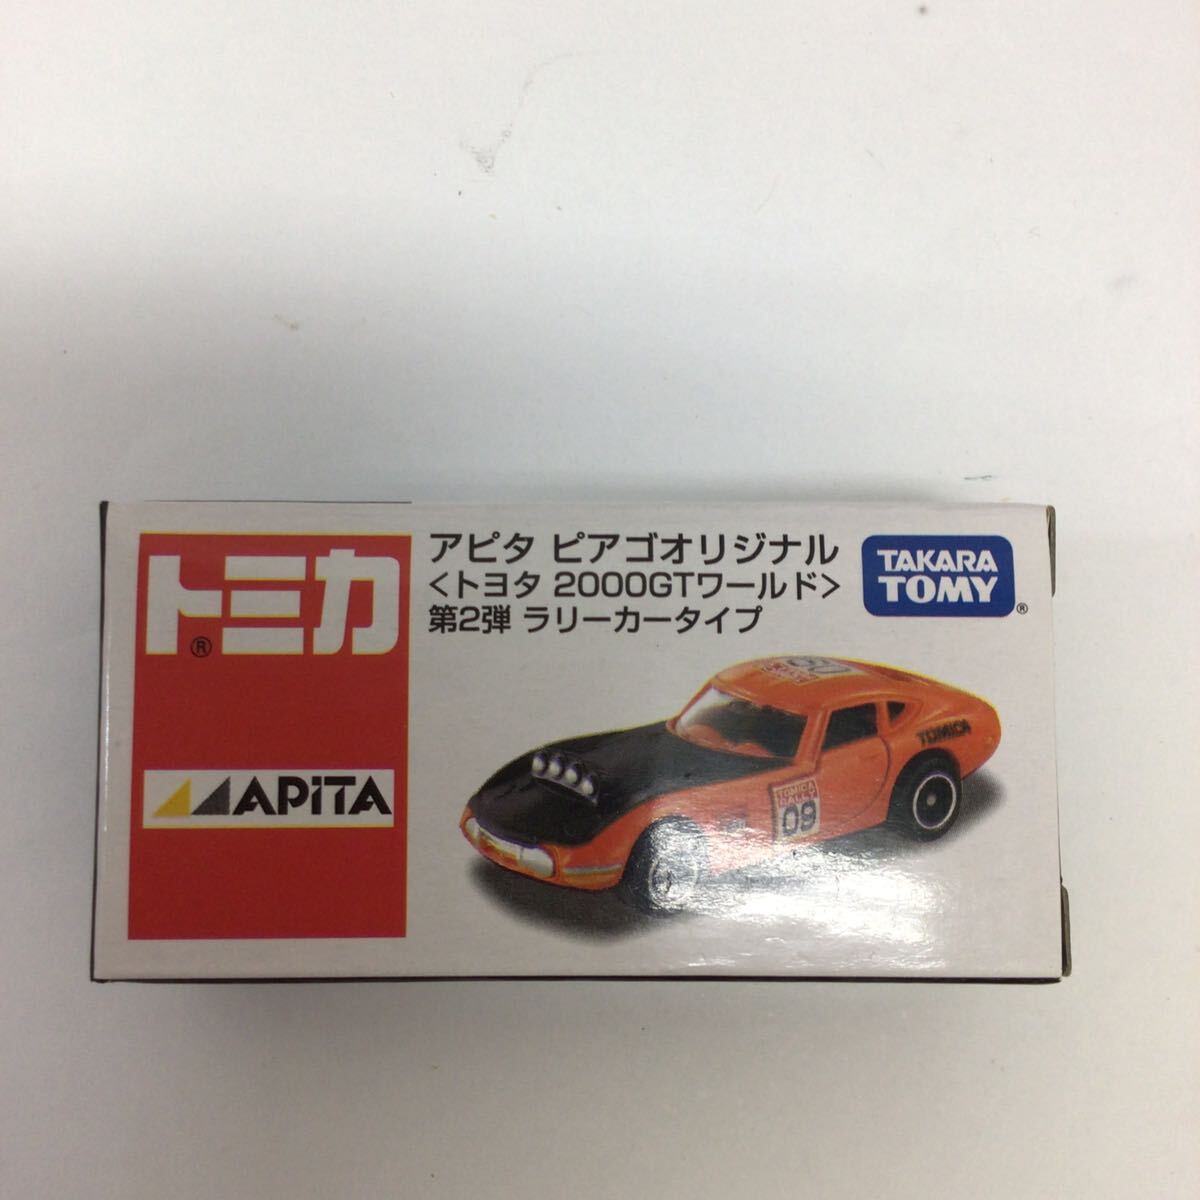 トミカ®
APiTA
アピタ ピアゴオリジナル
<トヨタ 2000GTワールド>
第2弾 ラリーカータイプ
TAKARA
TOMY®
TOMICA
TOMICA
RALLY
09